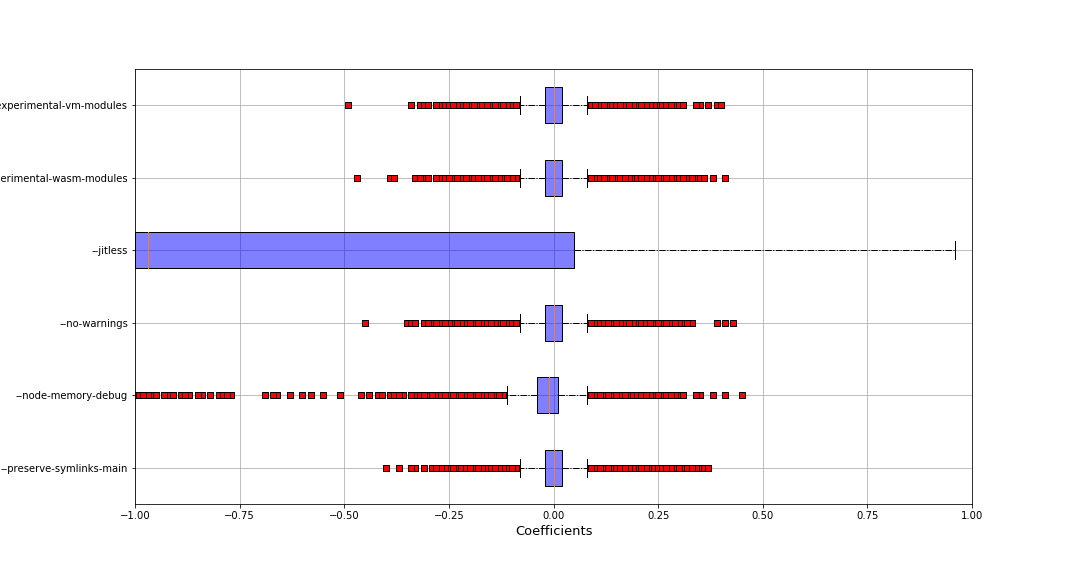 experimental-vm-modules
erimental-wasm-modules
−jitless
−no-warnings
−node-memory-debug
−preserve-symlinks-main
−1.00 −0.75 −0.50 −0.25 0.00 0.25 0.50 0.75 1.00
Coefficients